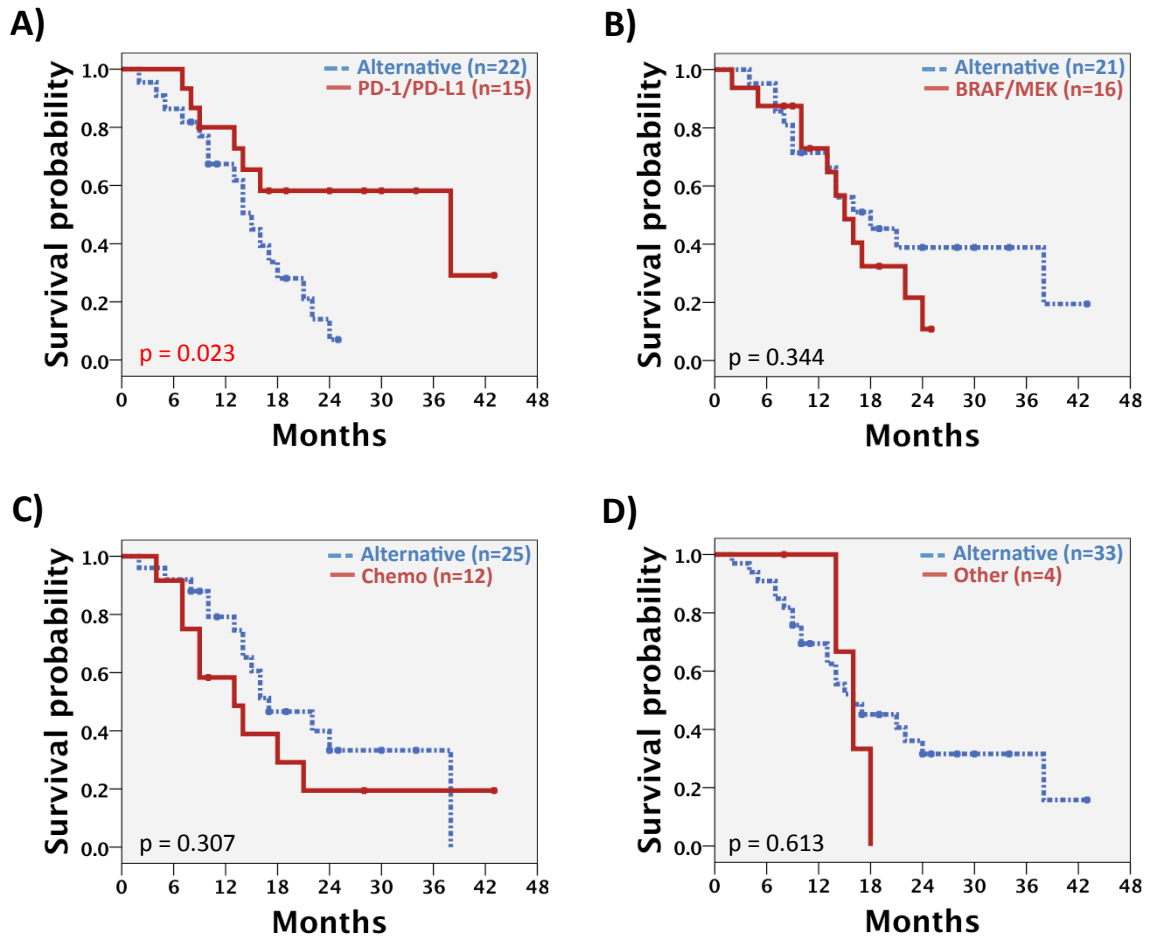 A)
Survival probability
1.0
0.8
0.6
0.4
0.2
0.0
Alternative (n=22)
PD-1/PD-L1 (n=15)
p = 0.023
0 6 12 18 24 30 36 42 48
Months
B)
Survival probability
1.0
0.8
0.6
0.4
0.2
0.0
Alternative (n=21)
BRAF/MEK (n=16)
p = 0.344
0 6 12 18 24 30 36 42 48
Months
C)
Survival probability
1.0
0.8
0.6
0.4
0.2
0.0
Alternative (n=25)
Chemo (n=12)
p = 0.307
0 6 12 18 24 30 36 42 48
Months
D)
Survival probability
1.0
0.8
0.6
0.4
0.2
0.0
Alternative (n=33)
Other (n=4)
p = 0.613
0 6 12 18 24 30 36 42 48
Months